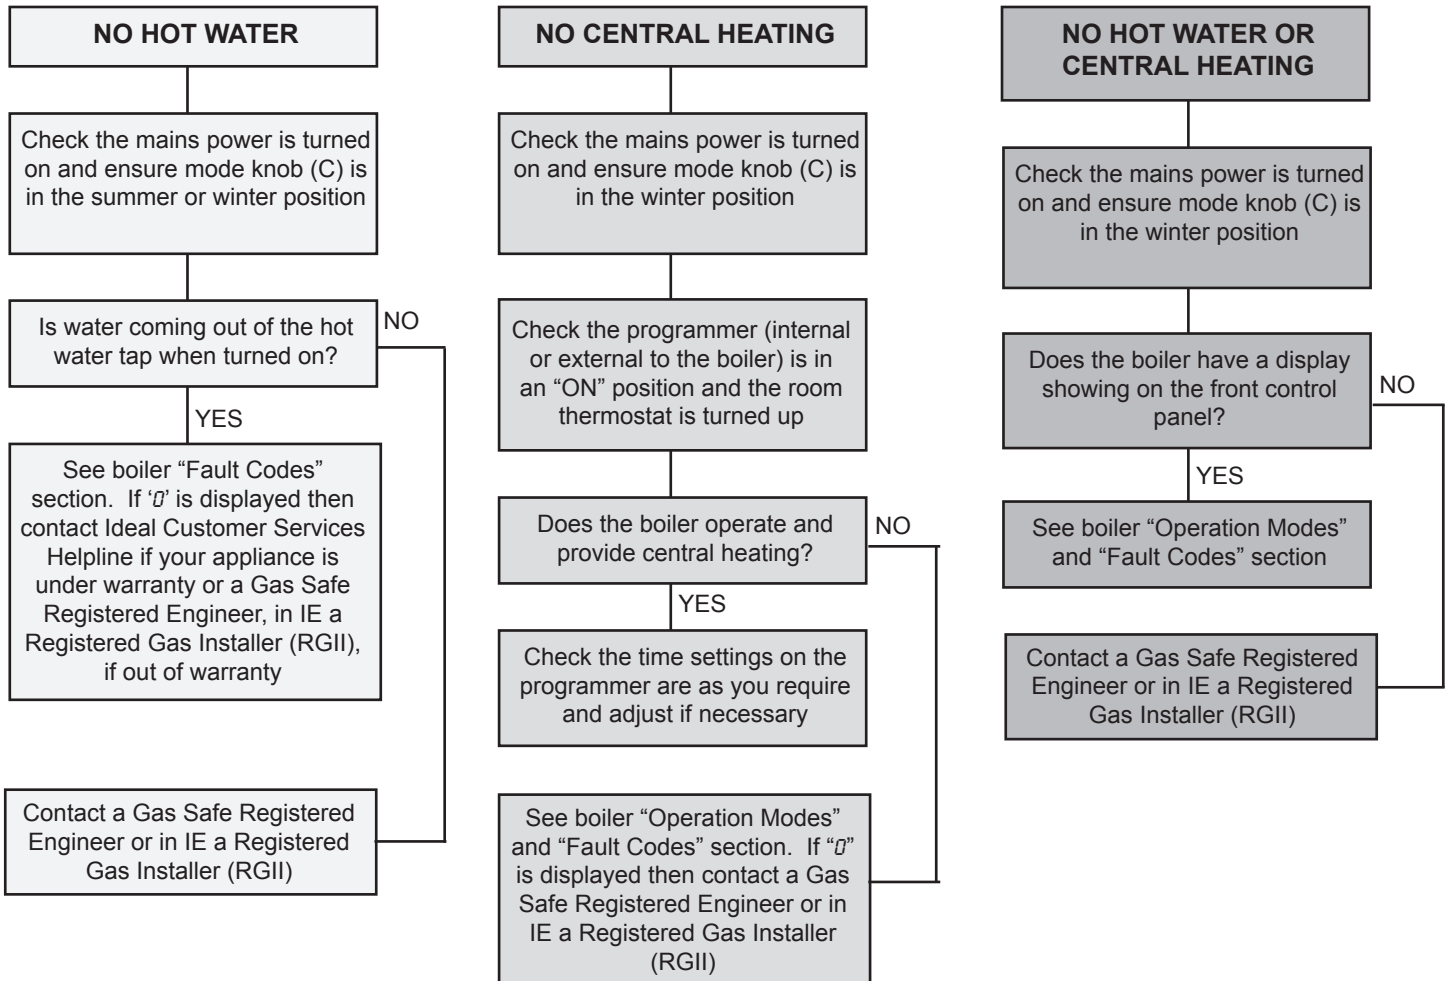 NO HOT WATER
Check the mains power is turned
on and ensure mode knob (C) is
in the summer or winter position
Is water coming out of the hot
water tap when turned on?
NO
YES
See boiler “Fault Codes”
section. If ‘0’ is displayed then
contact Ideal Customer Services
Helpline if your appliance is
under warranty or a Gas Safe
Registered Engineer, in IE a
Registered Gas Installer (RGII),
if out of warranty
Contact a Gas Safe Registered
Engineer or in IE a Registered
Gas Installer (RGII)
NO CENTRAL HEATING
Check the mains power is turned
on and ensure mode knob (C) is
in the winter position
Check the programmer (internal
or external to the boiler) is in
an “ON” position and the room
thermostat is turned up
Does the boiler operate and
provide central heating?
NO
YES
Check the time settings on the
programmer are as you require
and adjust if necessary
See boiler “Operation Modes”
and “Fault Codes” section. If “0”
is displayed then contact a Gas
Safe Registered Engineer or in
IE a Registered Gas Installer
(RGII)
NO HOT WATER OR
CENTRAL HEATING
Check the mains power is turned
on and ensure mode knob (C) is
in the winter position
Does the boiler have a display
showing on the front control
panel?
NO
YES
See boiler “Operation Modes”
and “Fault Codes” section
Contact a Gas Safe Registered
Engineer or in IE a Registered
Gas Installer (RGII)